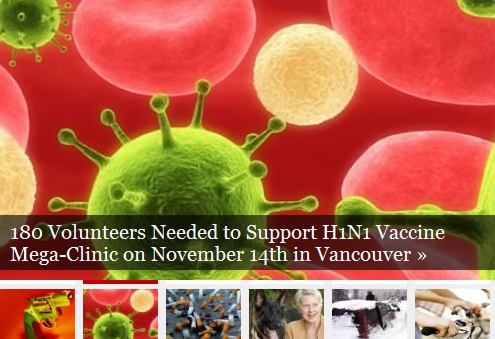 180 Volunteers Needed to Support H1N1 Vaccine
Mega-Clinic on November 14th in Vancouver »